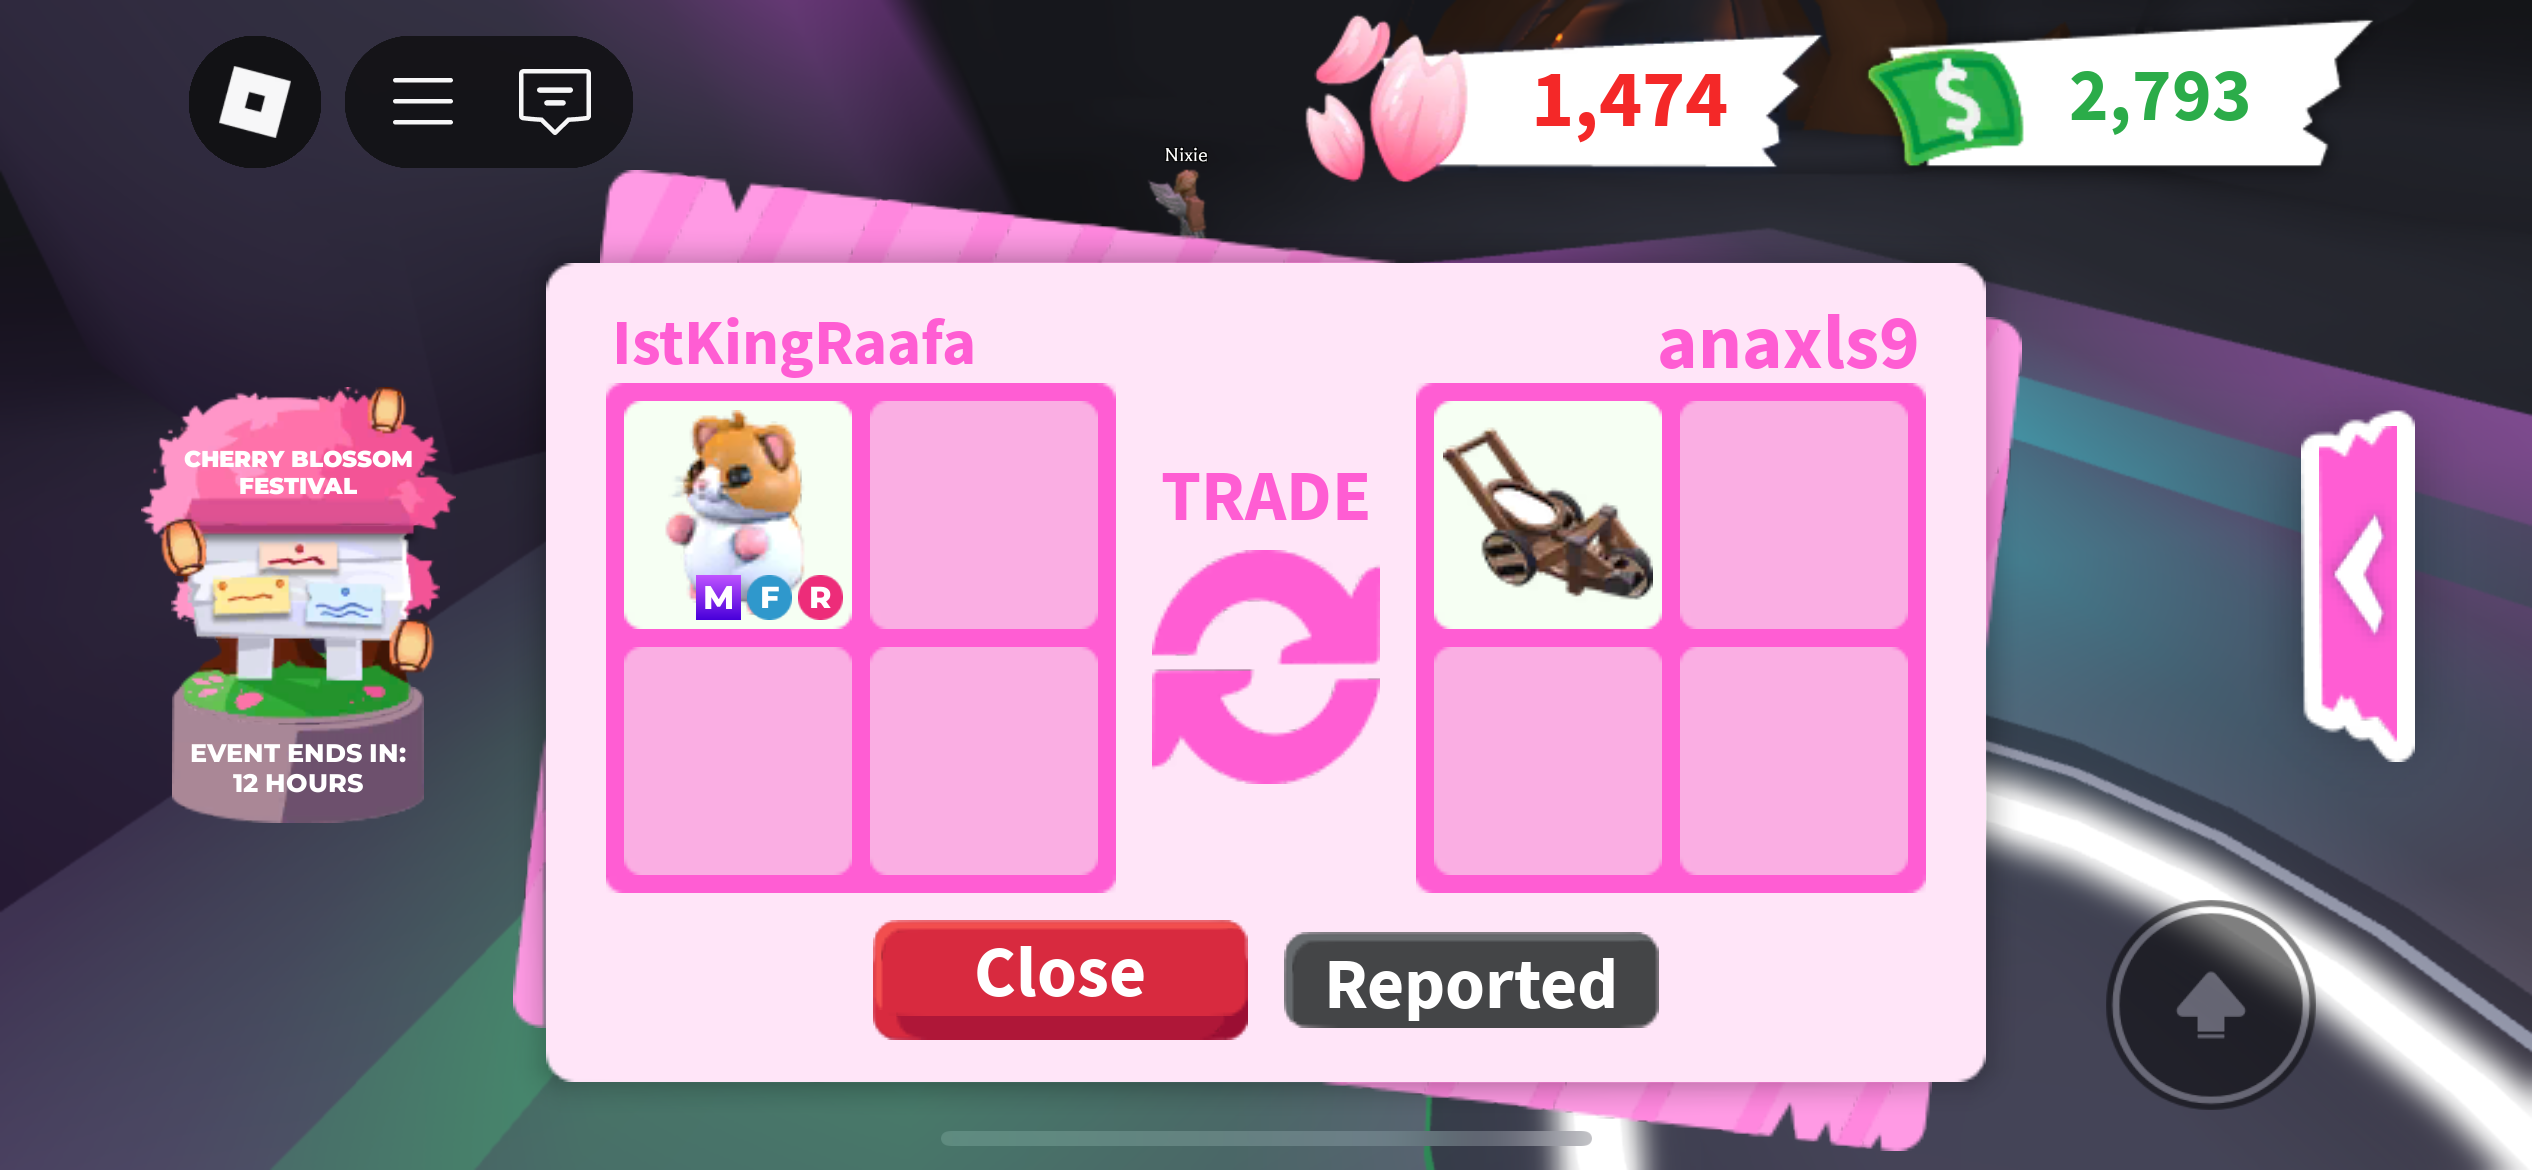 1,474
2,793
Nixie
IstKingRaafa
anaxls9
CHERRY BLOSSOM
FESTIVAL
TRADE
M F R
EVENT ENDS IN:
12 HOURS
Close
Reported